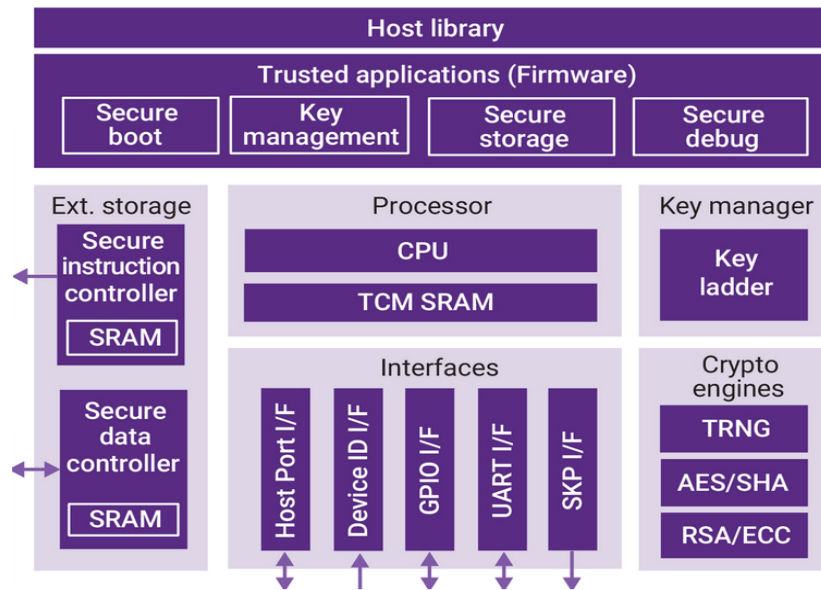 Host library
Trusted applications (Firmware)
Secure
boot
Key
management
Secure
storage
Secure
debug
Ext. storage
Secure
instruction
controller
SRAM
Secure
data
controller
SRAM
Processor
CPU
TCM SRAM
Interfaces
Host Port I/F
Device ID I/F
GPIO I/F
UART I/F
SKP I/F
Key manager
Key
ladder
Crypto
engines
TRNG
AES/SHA
RSA/ECC